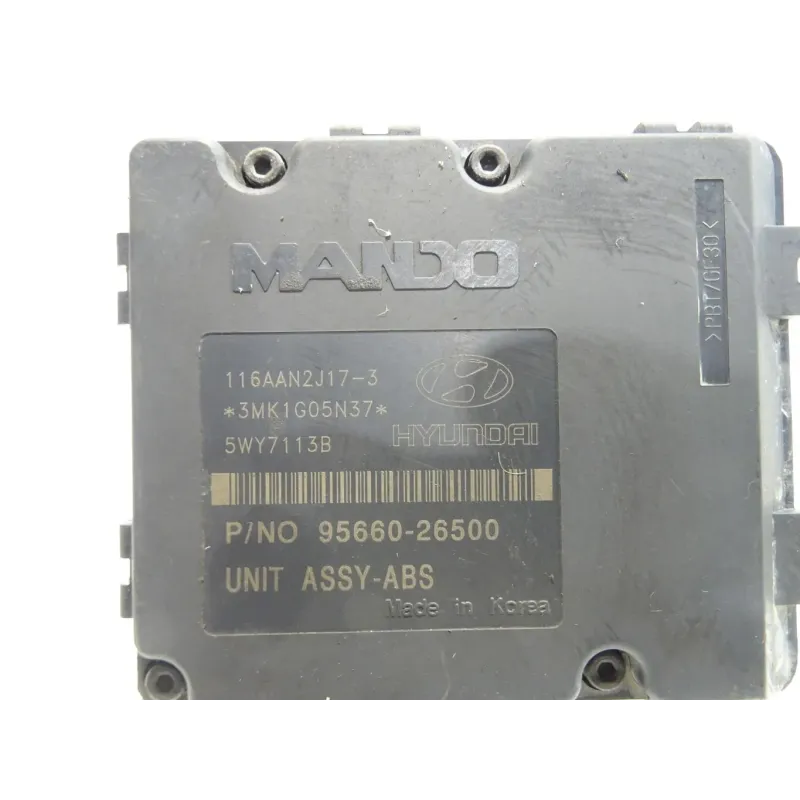 MANDO
>PBT/GF30<
116AAN2J17-3
*3MK1G05N37*
5WY7113B
HYUNDAI
P/NO 95660-26500
UNIT ASSY-ABS
Made in Korea